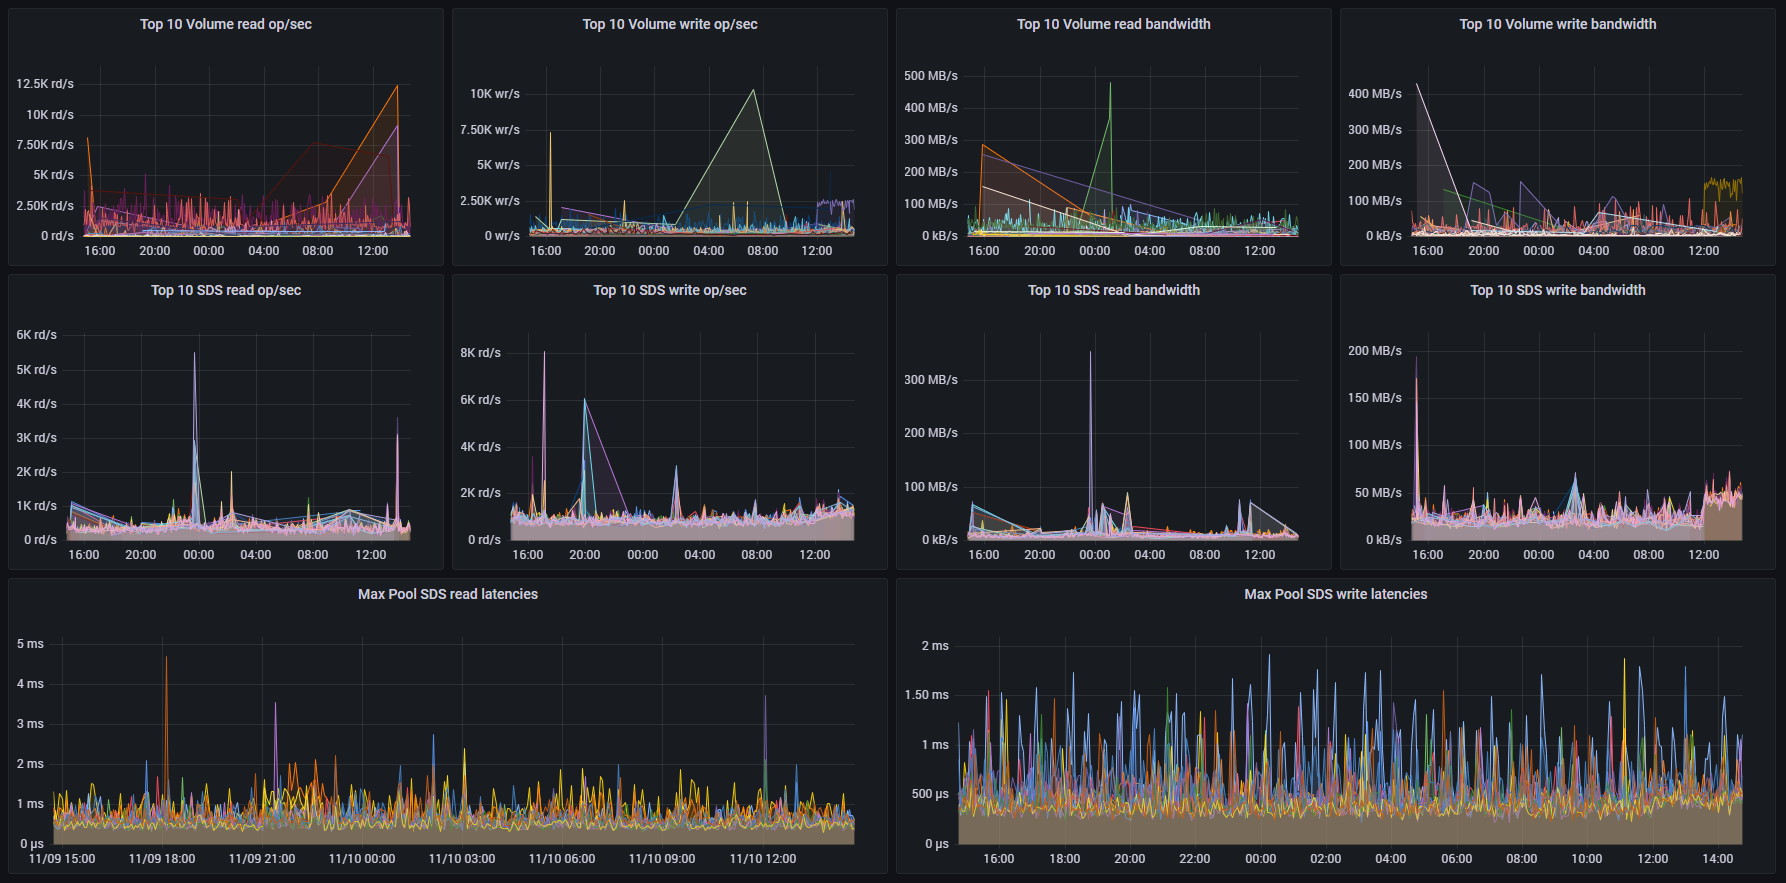 Top 10 Volume read op/sec
12.5K rd/s
10K rd/s
7.50K rd/s
5K rd/s
2.50K rd/s
0 rd/s
16:00 20:00 00:00 04:00 08:00 12:00
Top 10 Volume write op/sec
10K wr/s
7.50K wr/s
5K wr/s
2.50K wr/s
0 wr/s
16:00 20:00 00:00 04:00 08:00 12:00
Top 10 Volume read bandwidth
500 MB/s
400 MB/s
300 MB/s
200 MB/s
100 MB/s
0 kB/s
16:00 20:00 00:00 04:00 08:00 12:00
Top 10 Volume write bandwidth
400 MB/s
300 MB/s
200 MB/s
100 MB/s
0 kB/s
16:00 20:00 00:00 04:00 08:00 12:00
Top 10 SDS read op/sec
6K rd/s
5K rd/s
4K rd/s
3K rd/s
2K rd/s
1K rd/s
0 rd/s
16:00 20:00 00:00 04:00 08:00 12:00
Top 10 SDS write op/sec
8K rd/s
6K rd/s
4K rd/s
2K rd/s
0 rd/s
16:00 20:00 00:00 04:00 08:00 12:00
Top 10 SDS read bandwidth
300 MB/s
200 MB/s
100 MB/s
0 kB/s
16:00 20:00 00:00 04:00 08:00 12:00
Top 10 SDS write bandwidth
200 MB/s
150 MB/s
100 MB/s
50 MB/s
0 kB/s
16:00 20:00 00:00 04:00 08:00 12:00
Max Pool SDS read latencies
5 ms
4 ms
3 ms
2 ms
1 ms
0 µs
11/09 15:00 11/09 18:00 11/09 21:00 11/10 00:00 11/10 03:00 11/10 06:00 11/10 09:00 11/10 12:00
Max Pool SDS write latencies
2 ms
1.50 ms
1 ms
500 µs
0 µs
16:00 18:00 20:00 22:00 00:00 02:00 04:00 06:00 08:00 10:00 12:00 14:00